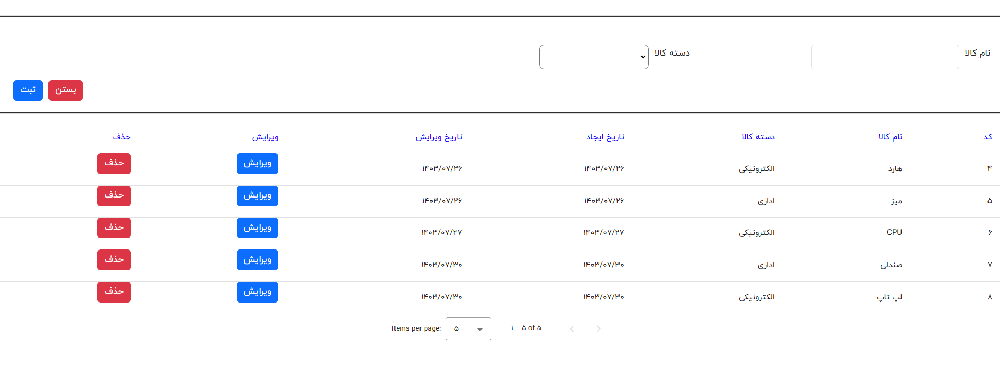 نام کالا دسته کالا
بستن ثبت
کد نام کالا دسته کالا تاریخ ایجاد تاریخ ویرایش ویرایش حذف
۴ هارد الکترونیکی ۱۴۰۳/۰۷/۲۶ ۱۴۰۳/۰۷/۲۶ ویرایش حذف
۵ میز اداری ۱۴۰۳/۰۷/۲۶ ۱۴۰۳/۰۷/۲۶ ویرایش حذف
۶ CPU الکترونیکی ۱۴۰۳/۰۷/۲۷ ۱۴۰۳/۰۷/۲۷ ویرایش حذف
۷ صندلی اداری ۱۴۰۳/۰۷/۳۰ ۱۴۰۳/۰۷/۳۰ ویرایش حذف
۸ لپ تاپ الکترونیکی ۱۴۰۳/۰۷/۳۰ ۱۴۰۳/۰۷/۳۰ ویرایش حذف
Items per page: ۵ ۱ – ۵ of ۵